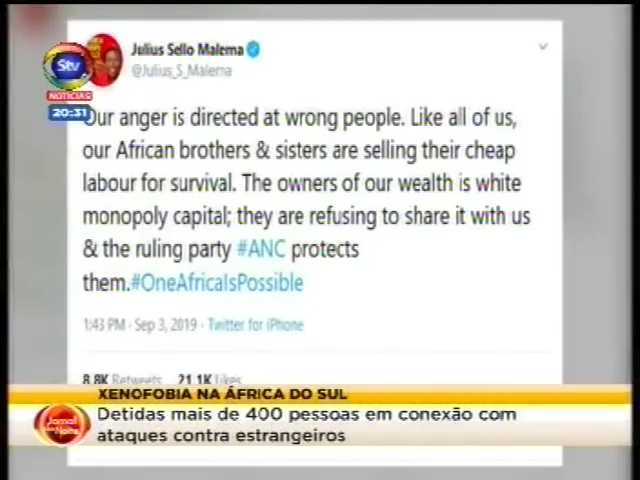 Julius Sello Malema
@Julius_S_Malema
Stv
NOTÍCIAS
20:31
Our anger is directed at wrong people. Like all of us,
our African brothers & sisters are selling their cheap
labour for survival. The owners of our wealth is white
monopoly capital; they are refusing to share it with us
& the ruling party #ANC protects
them.#OneAfricaIsPossible
1:43 PM - Sep 3, 2019 · Twitter for iPhone
8.8K Retweets 21.1K Likes
XENOFOBIA NA ÁFRICA DO SUL
Detidas mais de 400 pessoas em conexão com
ataques contra estrangeiros
Jornal
da Noite